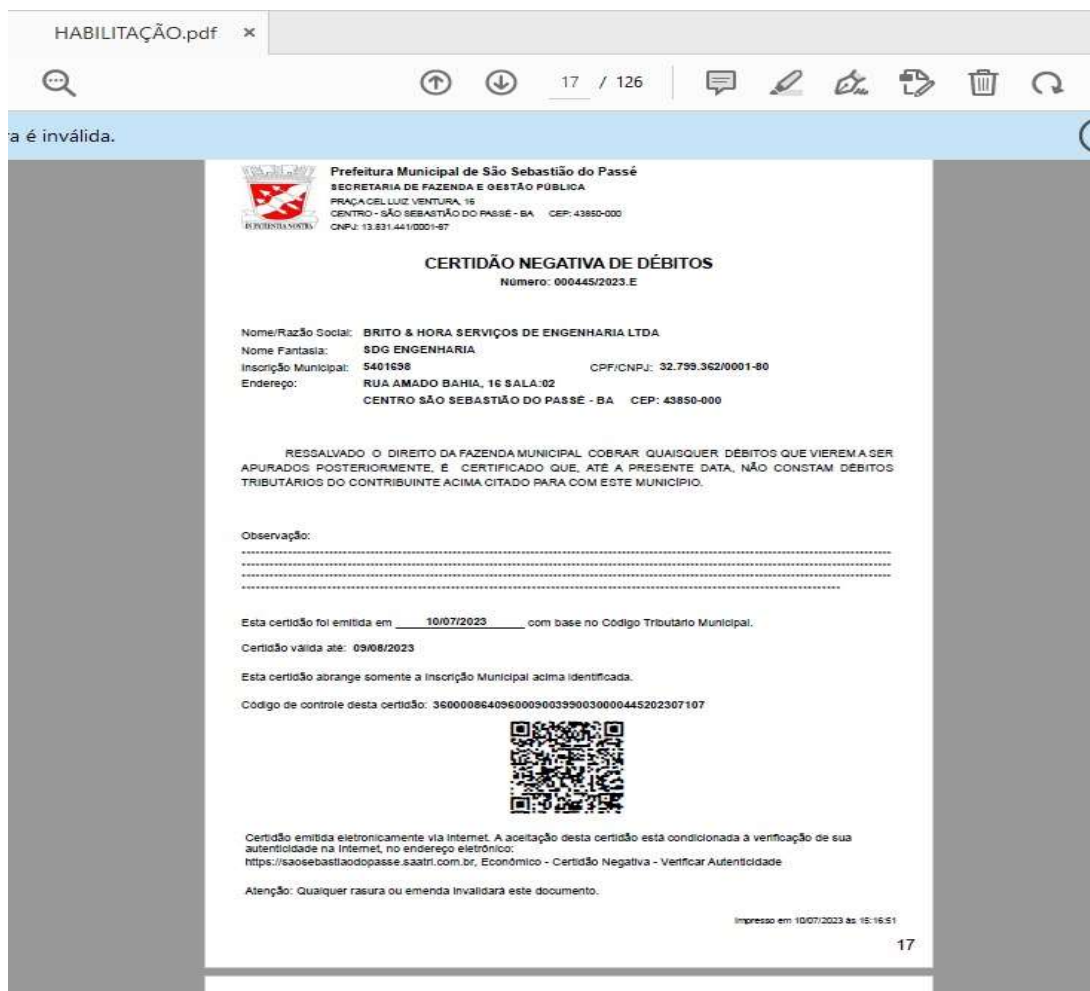 HABILITAÇÃO.pdf ×
17 / 126
a é inválida.
Prefeitura Municipal de São Sebastião do Passé
SECRETARIA DE FAZENDA E GESTÃO PÚBLICA
PRAÇA CEL LUIZ VENTURA, 16
CENTRO - SÃO SEBASTIÃO DO PASSÉ - BA CEP: 43850-000
CNPJ: 13.831.441/0001-87
CERTIDÃO NEGATIVA DE DÉBITOS
Número: 000445/2023.E
Nome/Razão Social: BRITO & HORA SERVIÇOS DE ENGENHARIA LTDA
Nome Fantasia: SDG ENGENHARIA
Inscrição Municipal: 5401698 CPF/CNPJ: 32.799.362/0001-80
Endereço: RUA AMADO BAHIA, 16 SALA:02
CENTRO SÃO SEBASTIÃO DO PASSÉ - BA CEP: 43850-000
RESSALVADO O DIREITO DA FAZENDA MUNICIPAL COBRAR QUAISQUER DÉBITOS QUE VIEREM A SER
APURADOS POSTERIORMENTE, É CERTIFICADO QUE, ATÉ A PRESENTE DATA, NÃO CONSTAM DÉBITOS
TRIBUTÁRIOS DO CONTRIBUINTE ACIMA CITADO PARA COM ESTE MUNICÍPIO.
Observação:
Esta certidão foi emitida em 10/07/2023 com base no Código Tributário Municipal.
Certidão válida até: 09/08/2023
Esta certidão abrange somente a Inscrição Municipal acima identificada.
Código de controle desta certidão: 3600008640960009003990030000445202307107
Certidão emitida eletronicamente via Internet. A aceitação desta certidão está condicionada à verificação de sua
autenticidade na Internet, no endereço eletrônico:
https://saosebastiaodopasse.saatri.com.br, Econômico - Certidão Negativa - Verificar Autenticidade
Atenção: Qualquer rasura ou emenda invalidará este documento.
Impresso em 10/07/2023 às 15:16:51
17